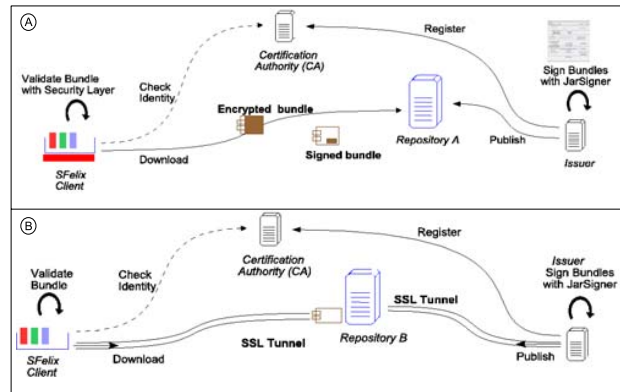 A
Certification
Authority (CA)
Register
Validate Bundle
with Security Layer
Check
Identity
Sign Bundles
with JarSigner
Encrypted bundle
Repository A
Signed bundle
Download
Publish
Issuer
SFelix
Client
B
Certification
Authority (CA)
Register
Validate
Bundle
Check
Identity
Issuer
Sign Bundles
with JarSigner
SSL Tunnel
Repository B
SSL Tunnel
Download
Publish
SFelix
Client